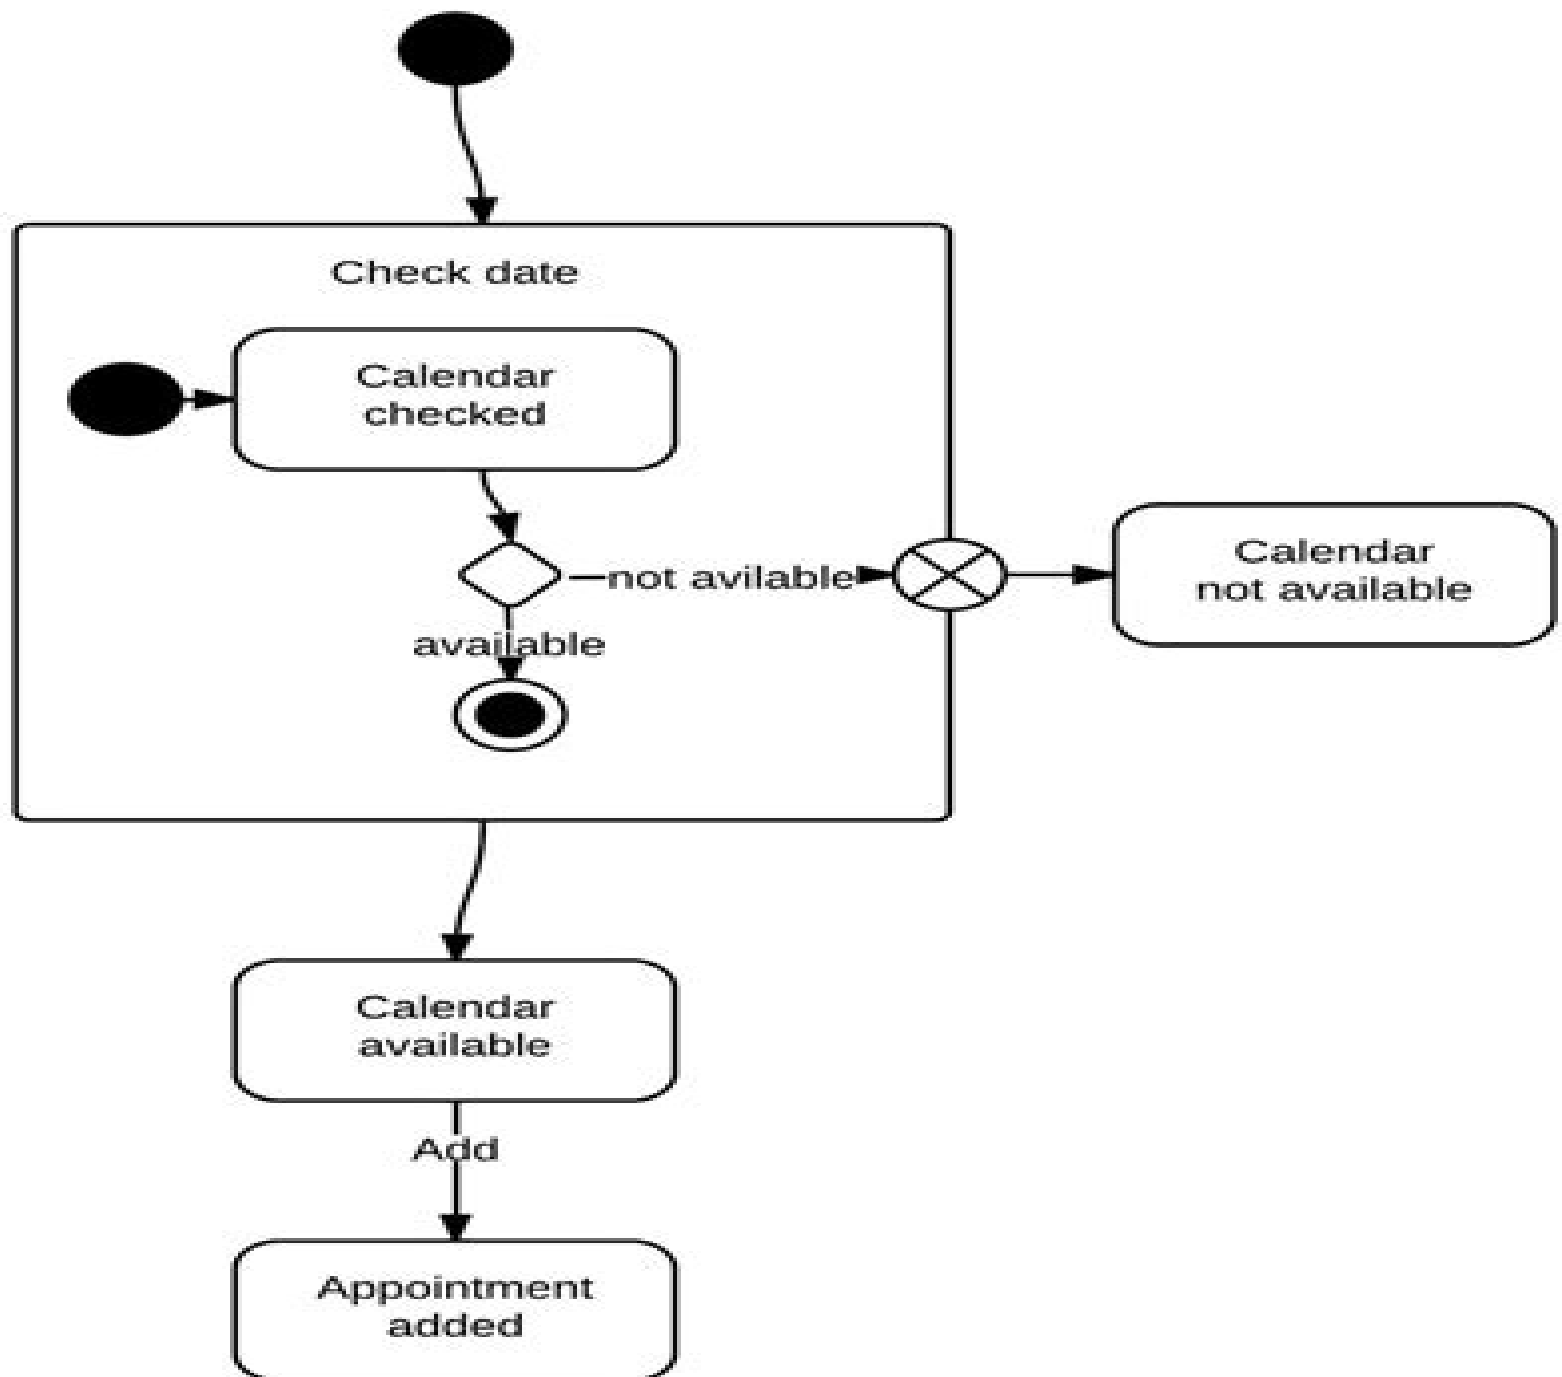 Check date
Calendar
checked
not avilable
Calendar
not available
available
Calendar
available
Add
Appointment
added